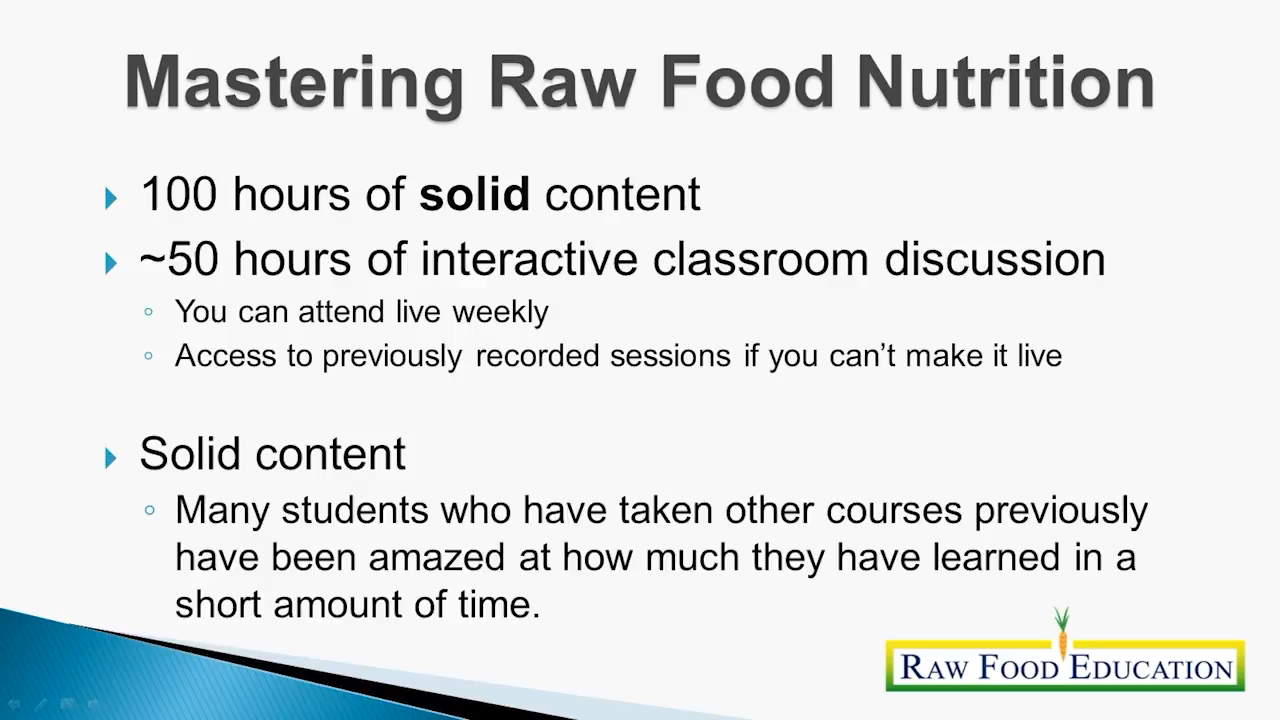 Mastering Raw Food Nutrition
100 hours of solid content
~50 hours of interactive classroom discussion
You can attend live weekly
Access to previously recorded sessions if you can’t make it live
Solid content
Many students who have taken other courses previously
have been amazed at how much they have learned in a
short amount of time.
RAW FOOD EDUCATION